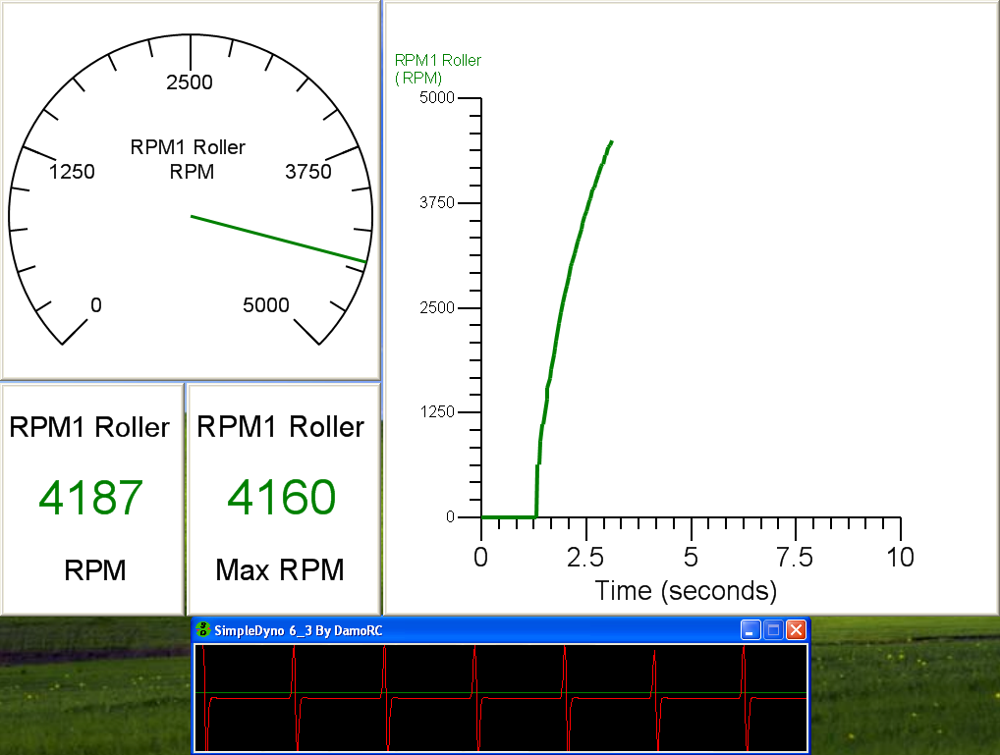 2500
RPM1 Roller
RPM
1250
3750
0
5000
RPM1 Roller
4187
RPM
RPM1 Roller
4160
Max RPM
RPM1 Roller
(RPM)
5000
3750
2500
1250
0
0 2.5 5 7.5 10
Time (seconds)
SimpleDyno 6_3 By DamoRC